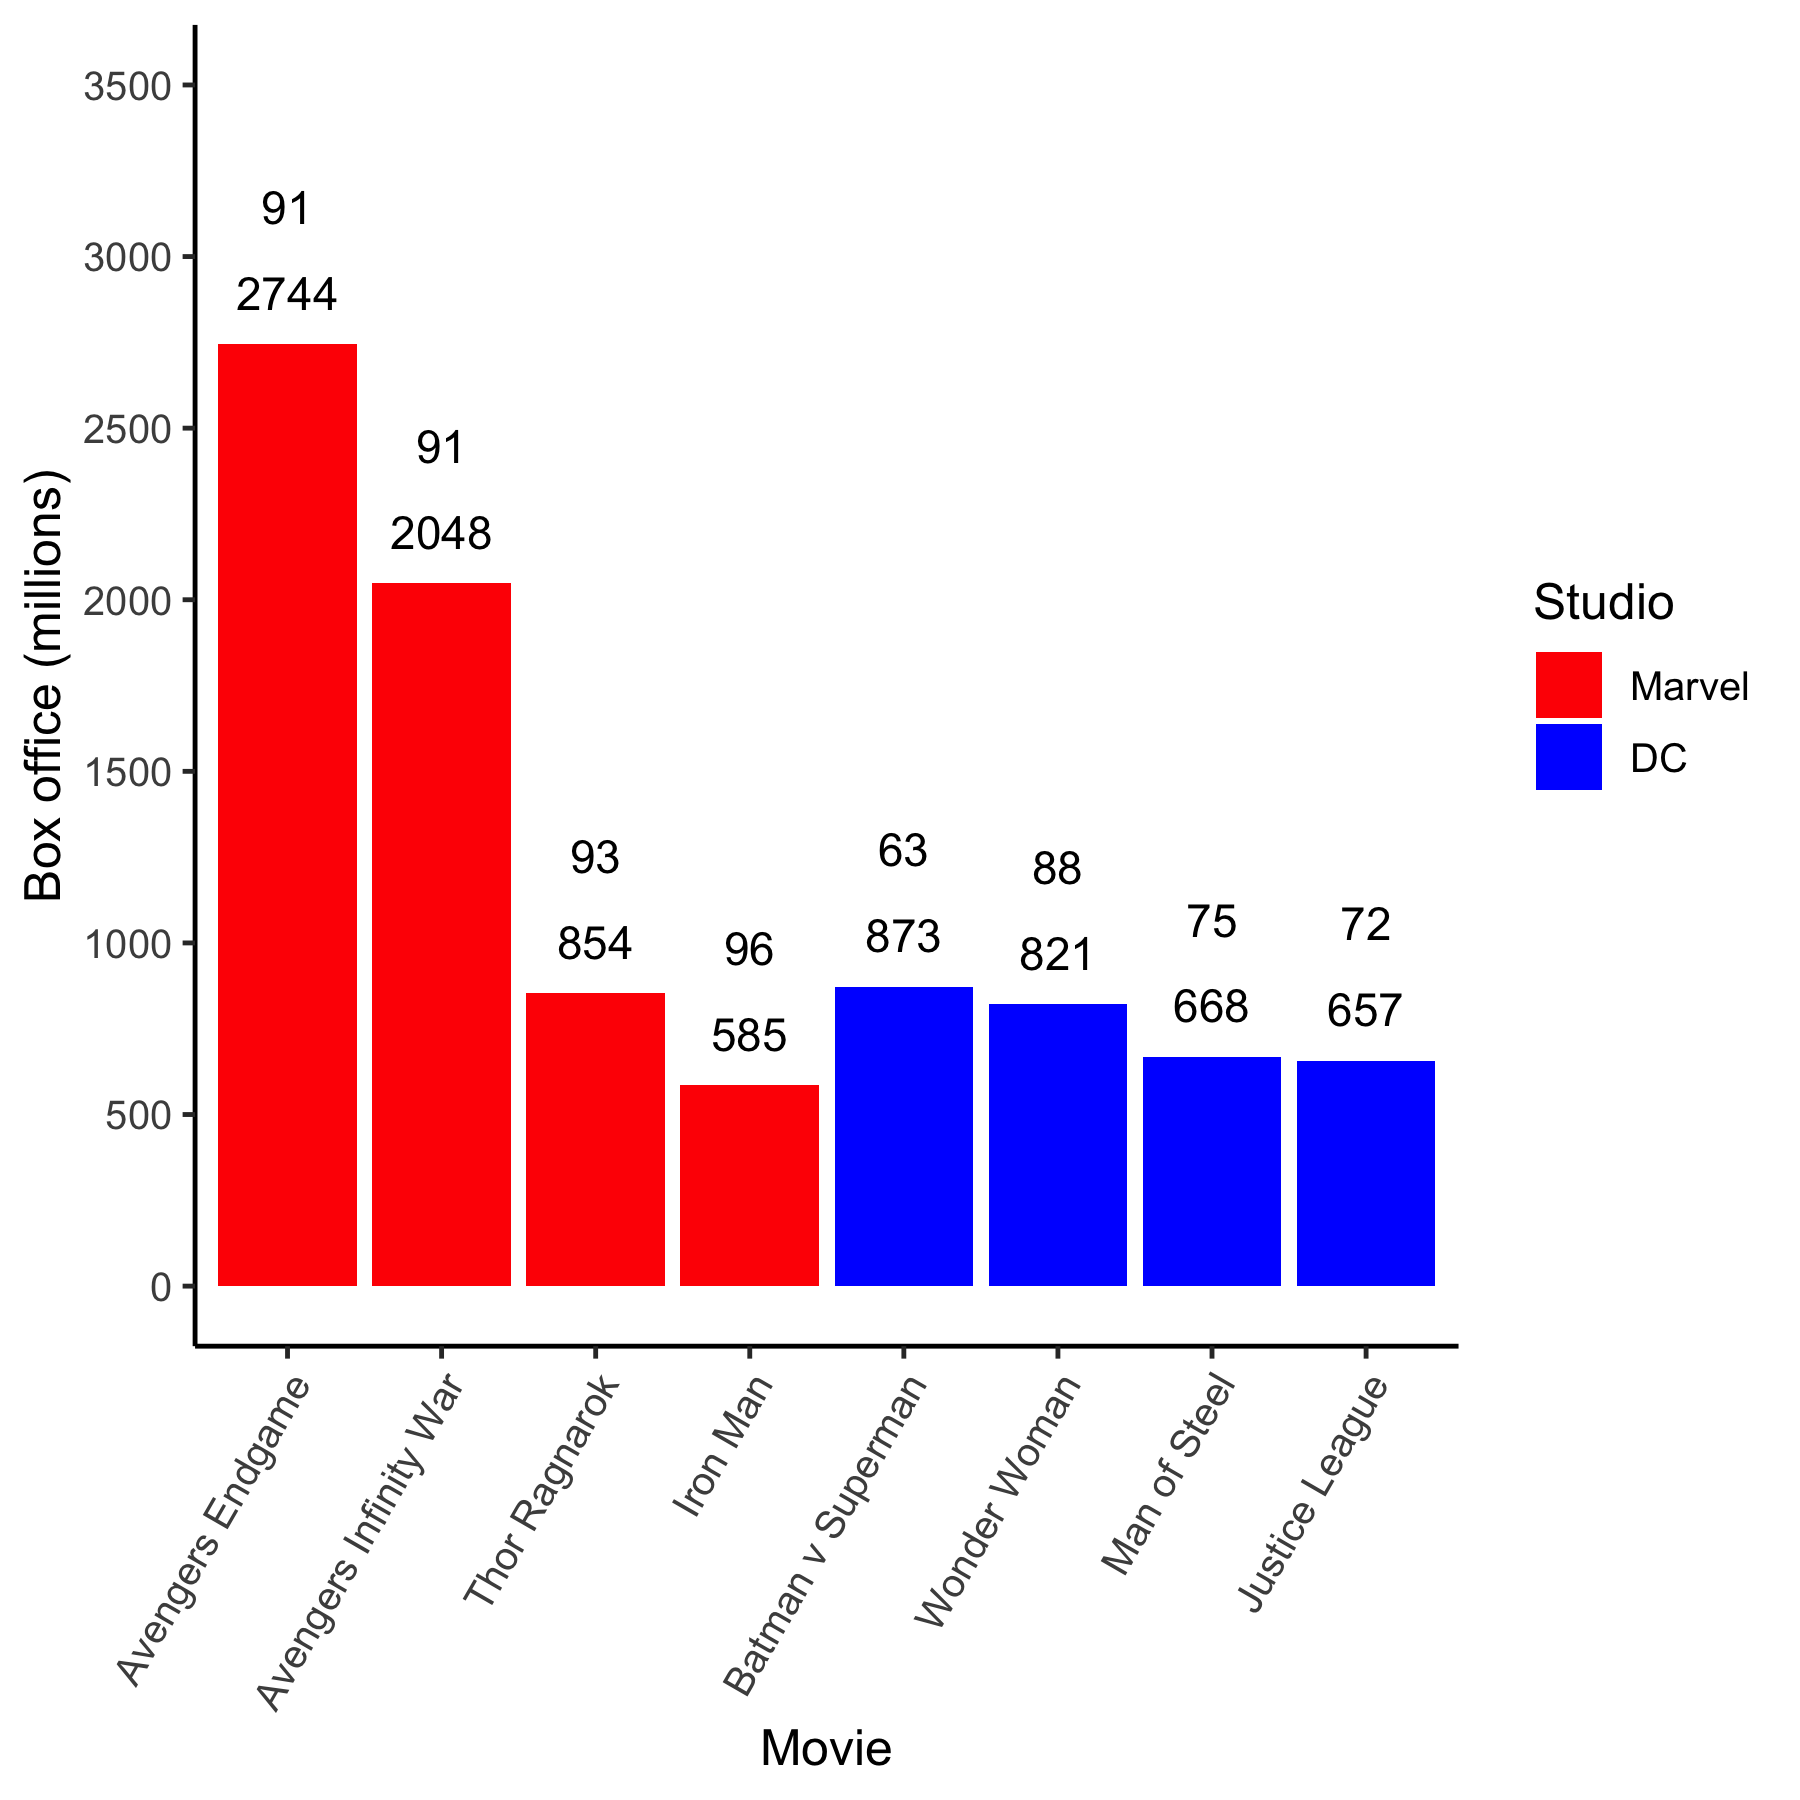 3500
3000
2500
2000
1500
1000
500
0
Box office (millions)
91
2744
91
2048
93
854
96
585
63
873
88
821
75
668
72
657
Avengers Endgame
Avengers Infinity War
Thor Ragnarok
Iron Man
Batman v Superman
Wonder Woman
Man of Steel
Justice League
Movie
Studio
Marvel
DC